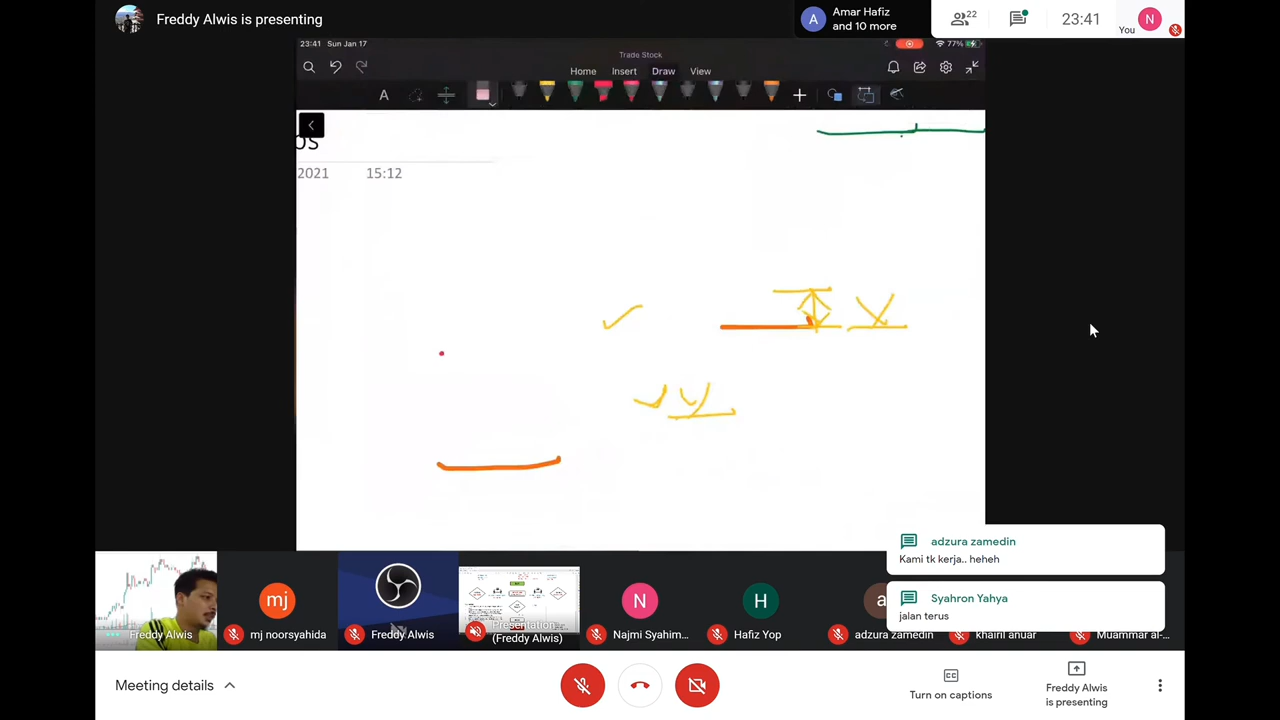 Freddy Alwis is presenting
A
Amar Hafiz
and 10 more
22
23:41
You
N
23:41 Sun Jan 17
77%
Trade Stock
Home Insert Draw View
A
2021 15:12
adzura zamedin
Kami tk kerja.. heheh
Syahron Yahya
jalan terus
Freddy Alwis
mj
mj noorsyahida
Freddy Alwis
Presentation
(Freddy Alwis)
N
Najmi Syahim...
H
Hafiz Yop
a
adzura zamedin
khairil anuar
Muammar al-...
Meeting details
Turn on captions
Freddy Alwis
is presenting